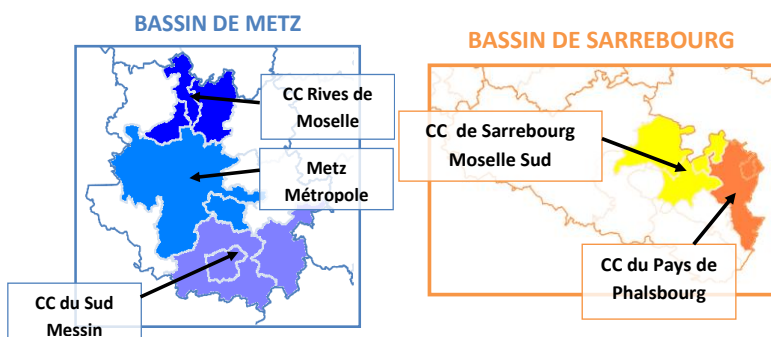 BASSIN DE METZ
CC Rives de
Moselle
Metz
Métropole
CC du Sud
Messin
BASSIN DE SARREBOURG
CC de Sarrebourg
Moselle Sud
CC du Pays de
Phalsbourg